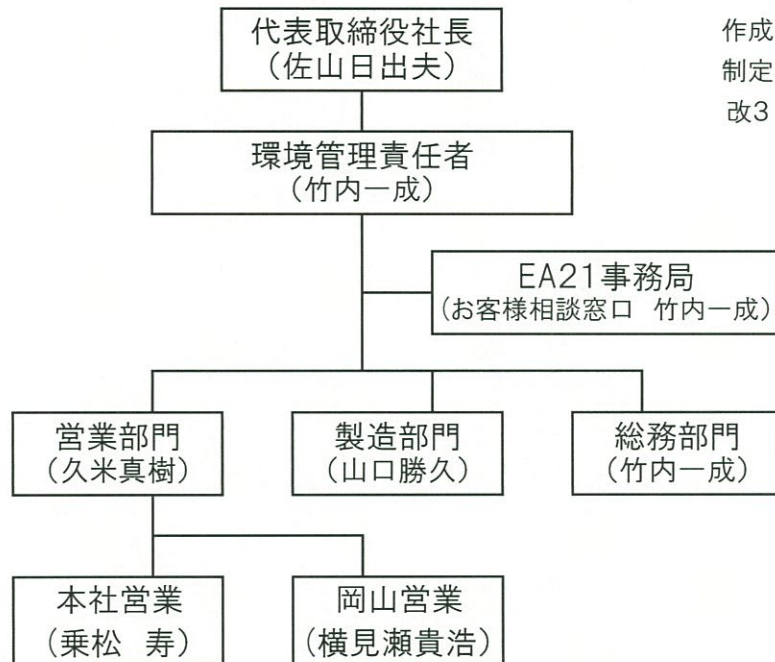 代表取締役社長
（佐山日出夫）
作成
制定
改3
環境管理責任者
（竹内一成）
EA21事務局
（お客様相談窓口　竹内一成）
営業部門
（久米真樹）
製造部門
（山口勝久）
総務部門
（竹内一成）
本社営業
（乗松　寿）
岡山営業
（横見瀬貴浩）